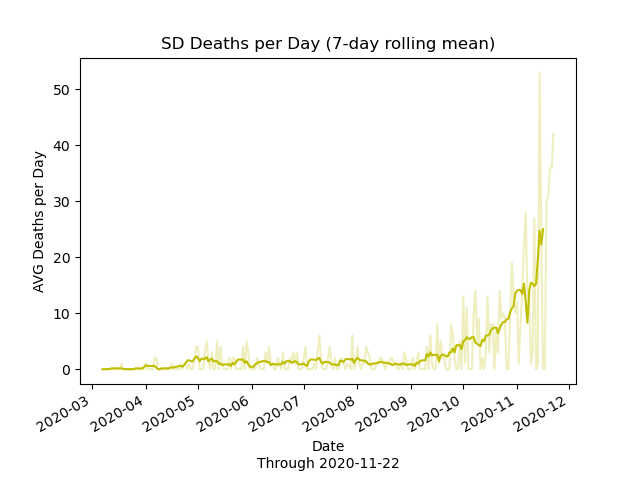 SD Deaths per Day (7-day rolling mean)
AVG Deaths per Day
50
40
30
20
10
0
2020-03 2020-04 2020-05 2020-06 2020-07 2020-08 2020-09 2020-10 2020-11 2020-12
Date
Through 2020-11-22